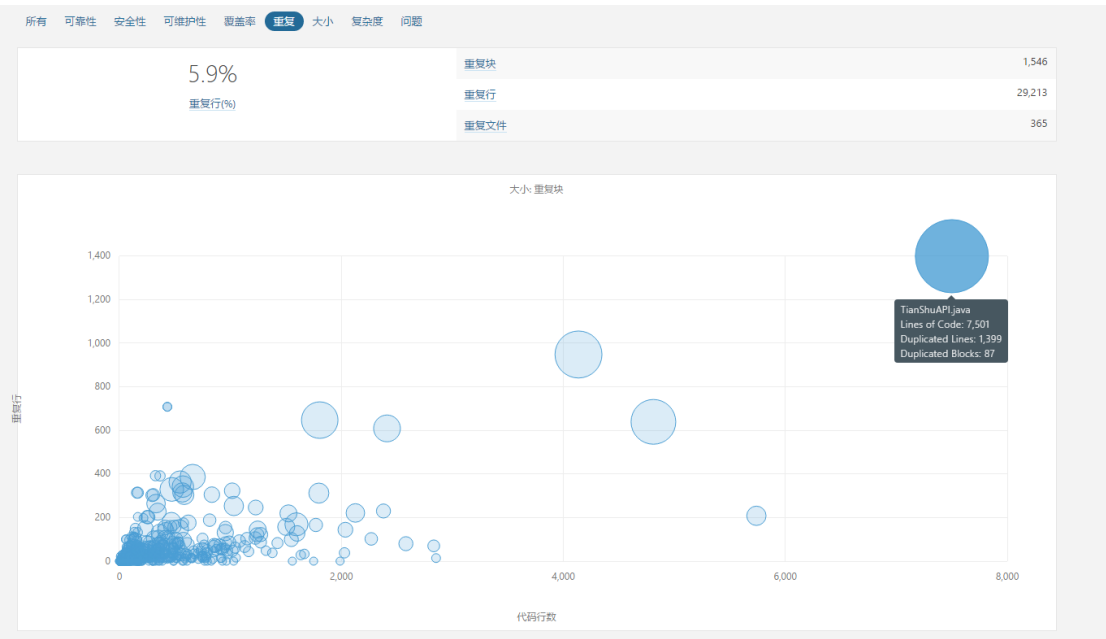 所有 可靠性 安全性 可维护性 覆盖率 重复 大小 复杂度 问题
5.9%
重复行(%)
重复块 1,546
重复行 29,213
重复文件 365
大小: 重复块
1,400
1,200
1,000
800
600
400
200
0
重复行
TianShuAPI.java
Lines of Code: 7,501
Duplicated Lines: 1,399
Duplicated Blocks: 87
0 2,000 4,000 6,000 8,000
代码行数